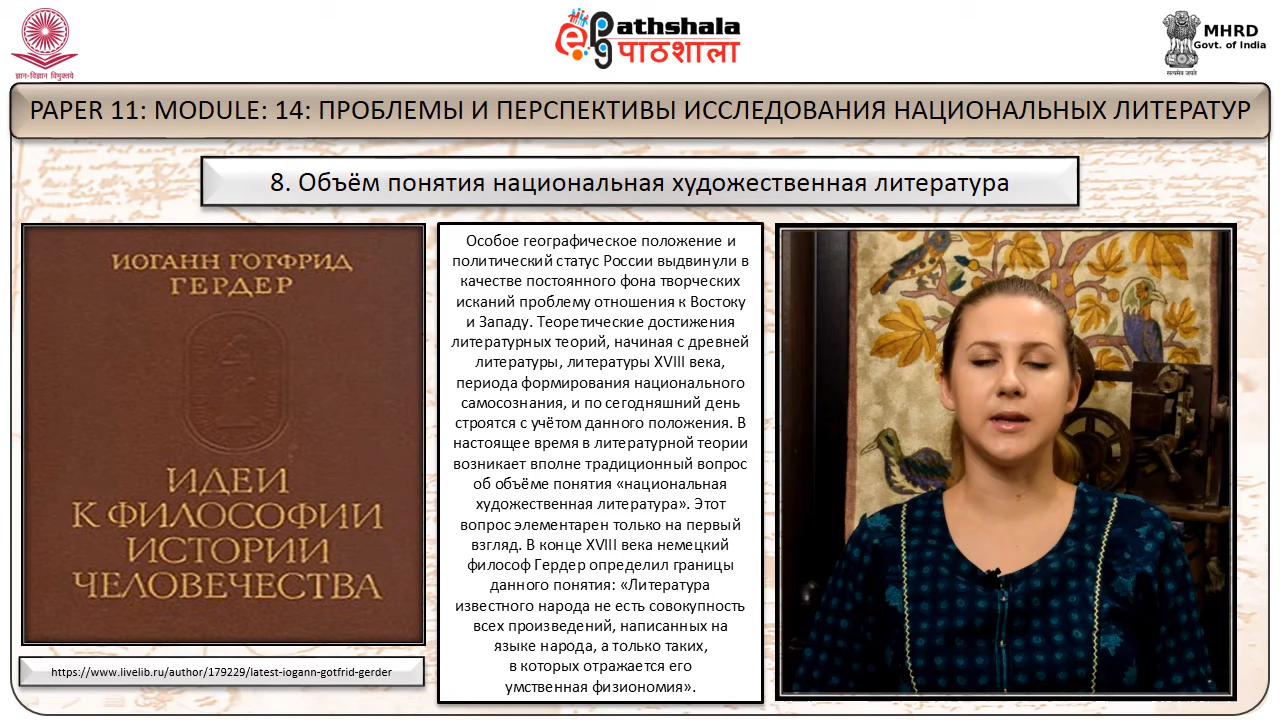 ज्ञान-विज्ञान विमुक्तये
ePg Pathshala
पाठशाला
MHRD
Govt. of India
सत्यमेव जयते
PAPER 11: MODULE: 14: ПРОБЛЕМЫ И ПЕРСПЕКТИВЫ ИССЛЕДОВАНИЯ НАЦИОНАЛЬНЫХ ЛИТЕРАТУР
8. Объём понятия национальная художественная литература
ИОГАНН ГОТФРИД
ГЕРДЕР
ИДЕИ
К ФИЛОСОФИИ
ИСТОРИИ
ЧЕЛОВЕЧЕСТВА
https://www.livelib.ru/author/179229/latest-iogann-gotfrid-gerder
Особое географическое положение и
политический статус России выдвинули в
качестве постоянного фона творческих
исканий проблему отношения к Востоку
и Западу. Теоретические достижения
литературных теорий, начиная с древней
литературы, литературы XVIII века,
периода формирования национального
самосознания, и по сегодняшний день
строятся с учётом данного положения. В
настоящее время в литературной теории
возникает вполне традиционный вопрос
об объёме понятия «национальная
художественная литература». Этот
вопрос элементарен только на первый
взгляд. В конце XVIII века немецкий
философ Гердер определил границы
данного понятия: «Литература
известного народа не есть совокупность
всех произведений, написанных на
языке народа, а только таких,
в которых отражается его
умственная физиономия».